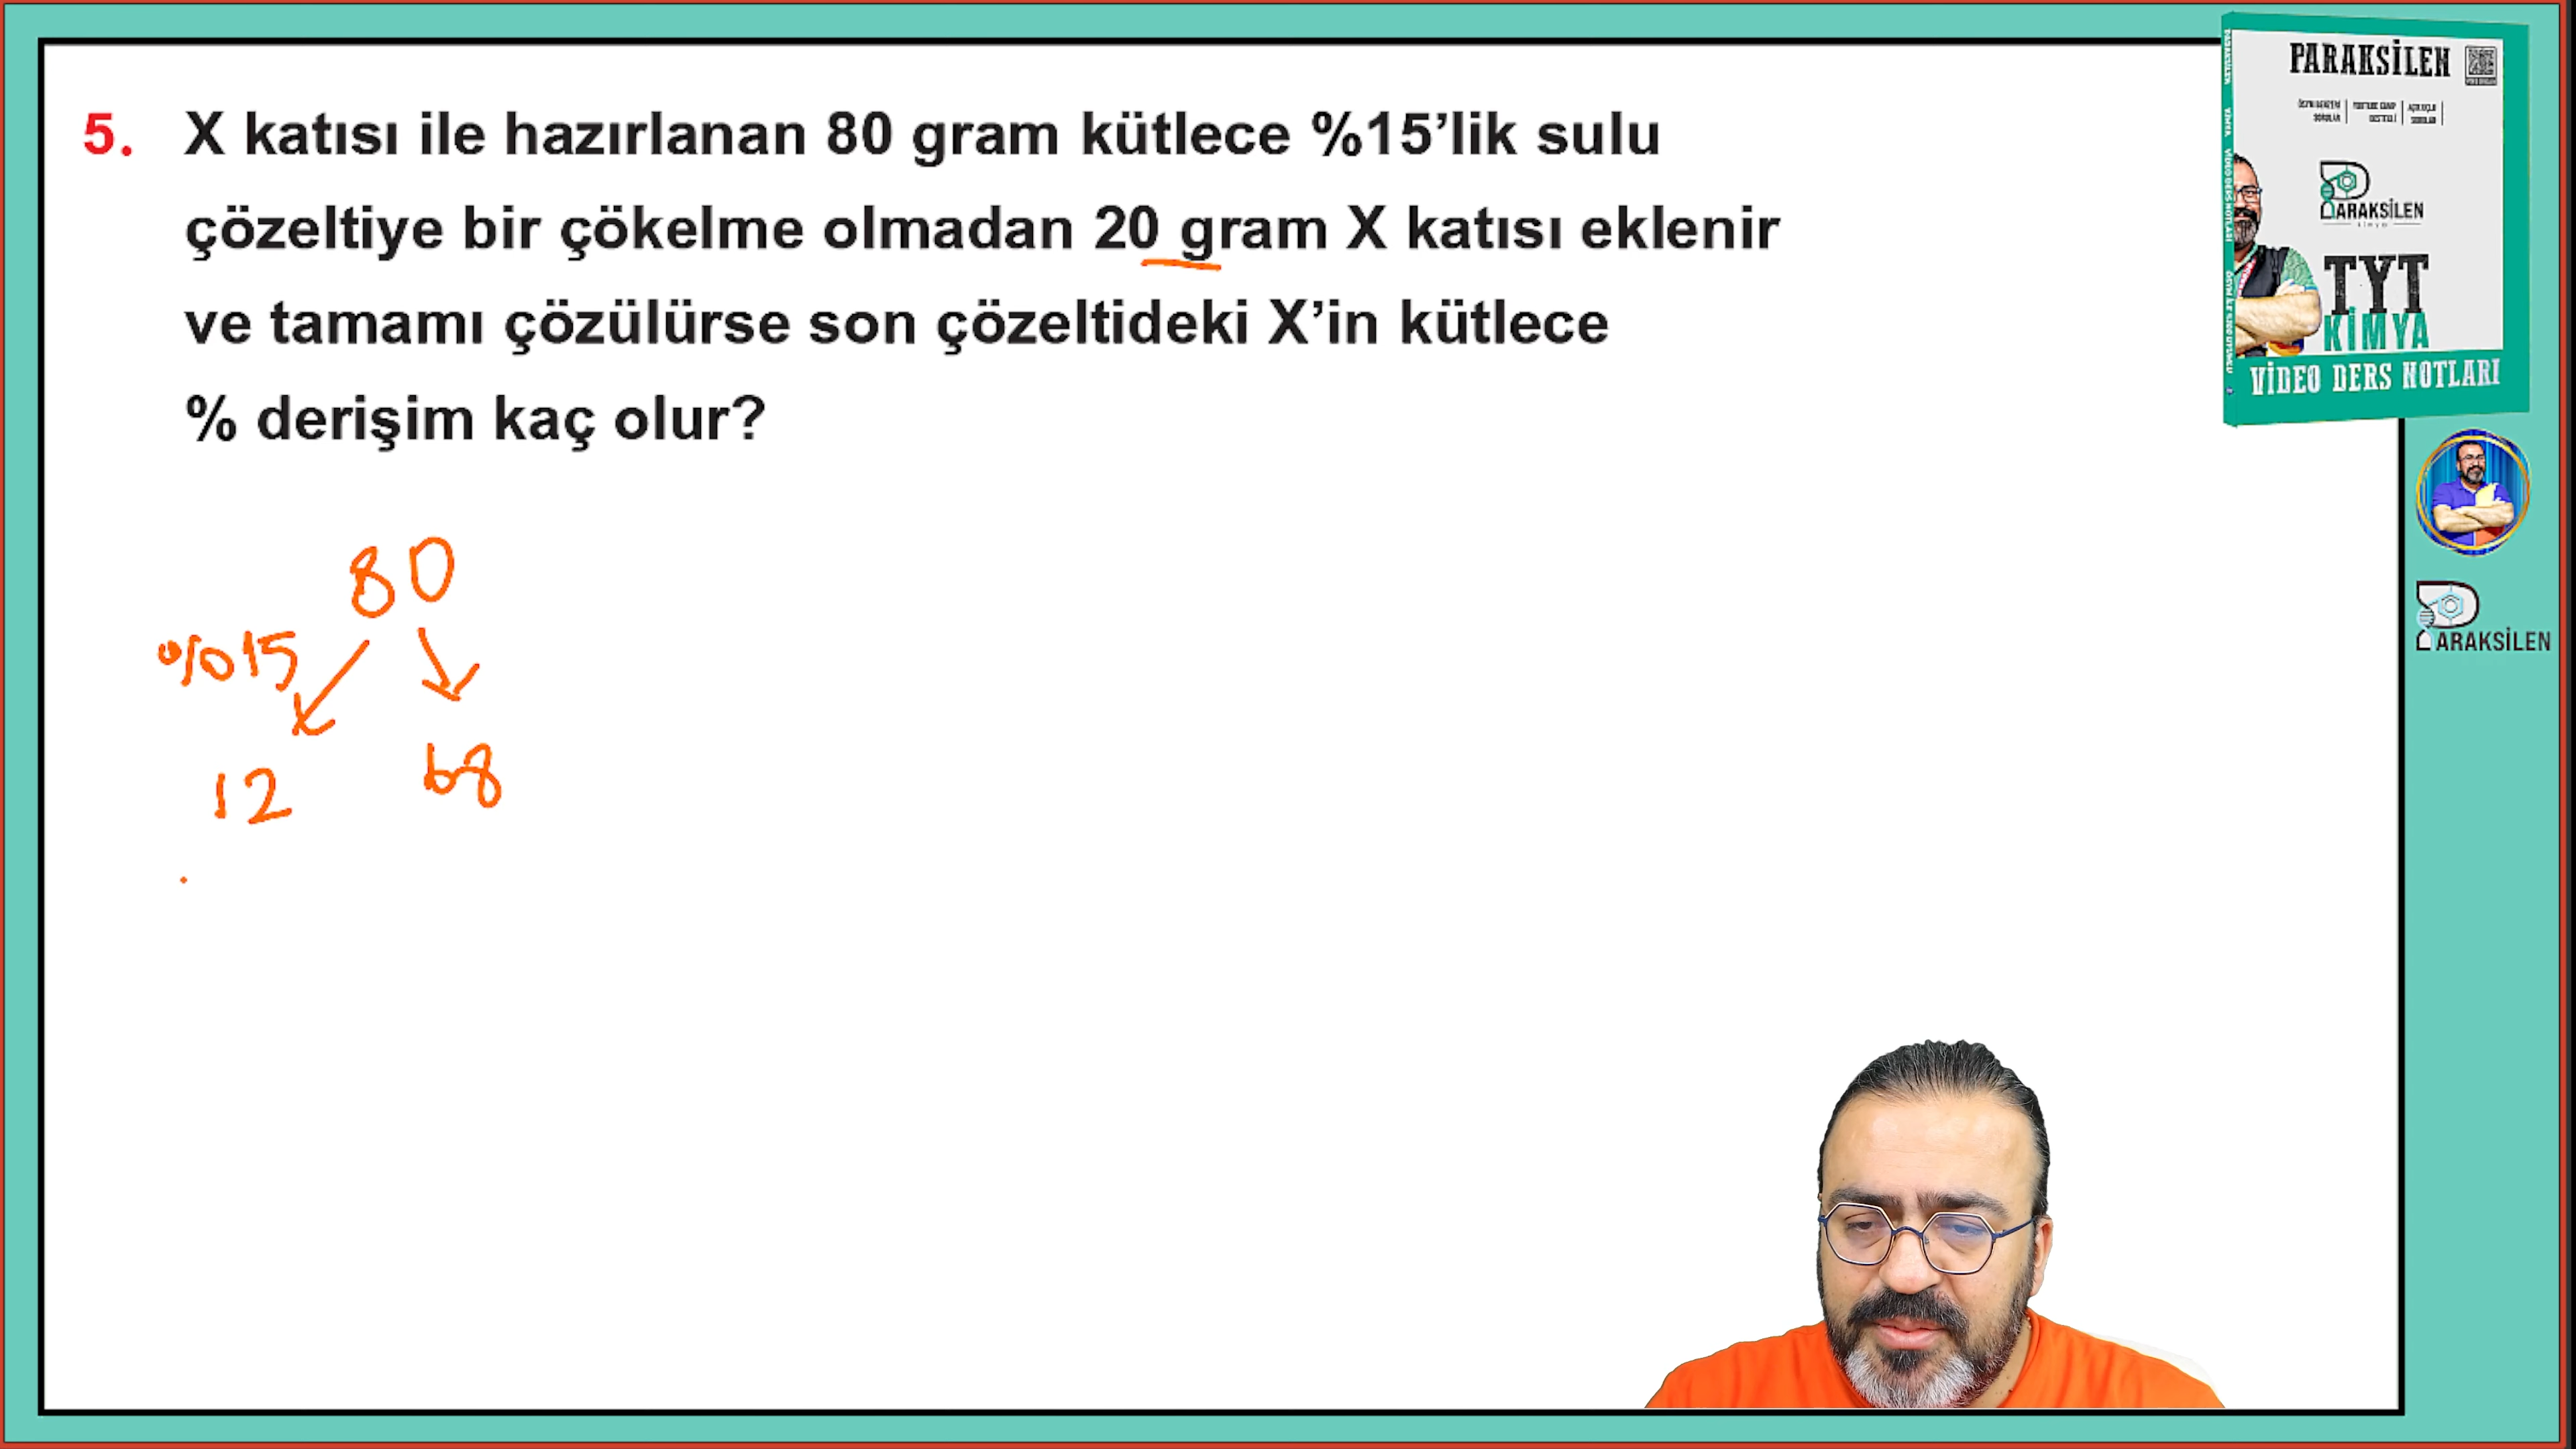 5. X katısı ile hazırlanan 80 gram kütlece %15’lik sulu
çözeltiye bir çökelme olmadan 20 gram X katısı eklenir
ve tamamı çözülürse son çözeltideki X’in kütlece
% derişim kaç olur?
80
%15
12 68
PARAKSİLEN
PARAKSİLEN
kimya
TYT
KİMYA
VİDEO DERS NOTLARI
PARAKSİLEN